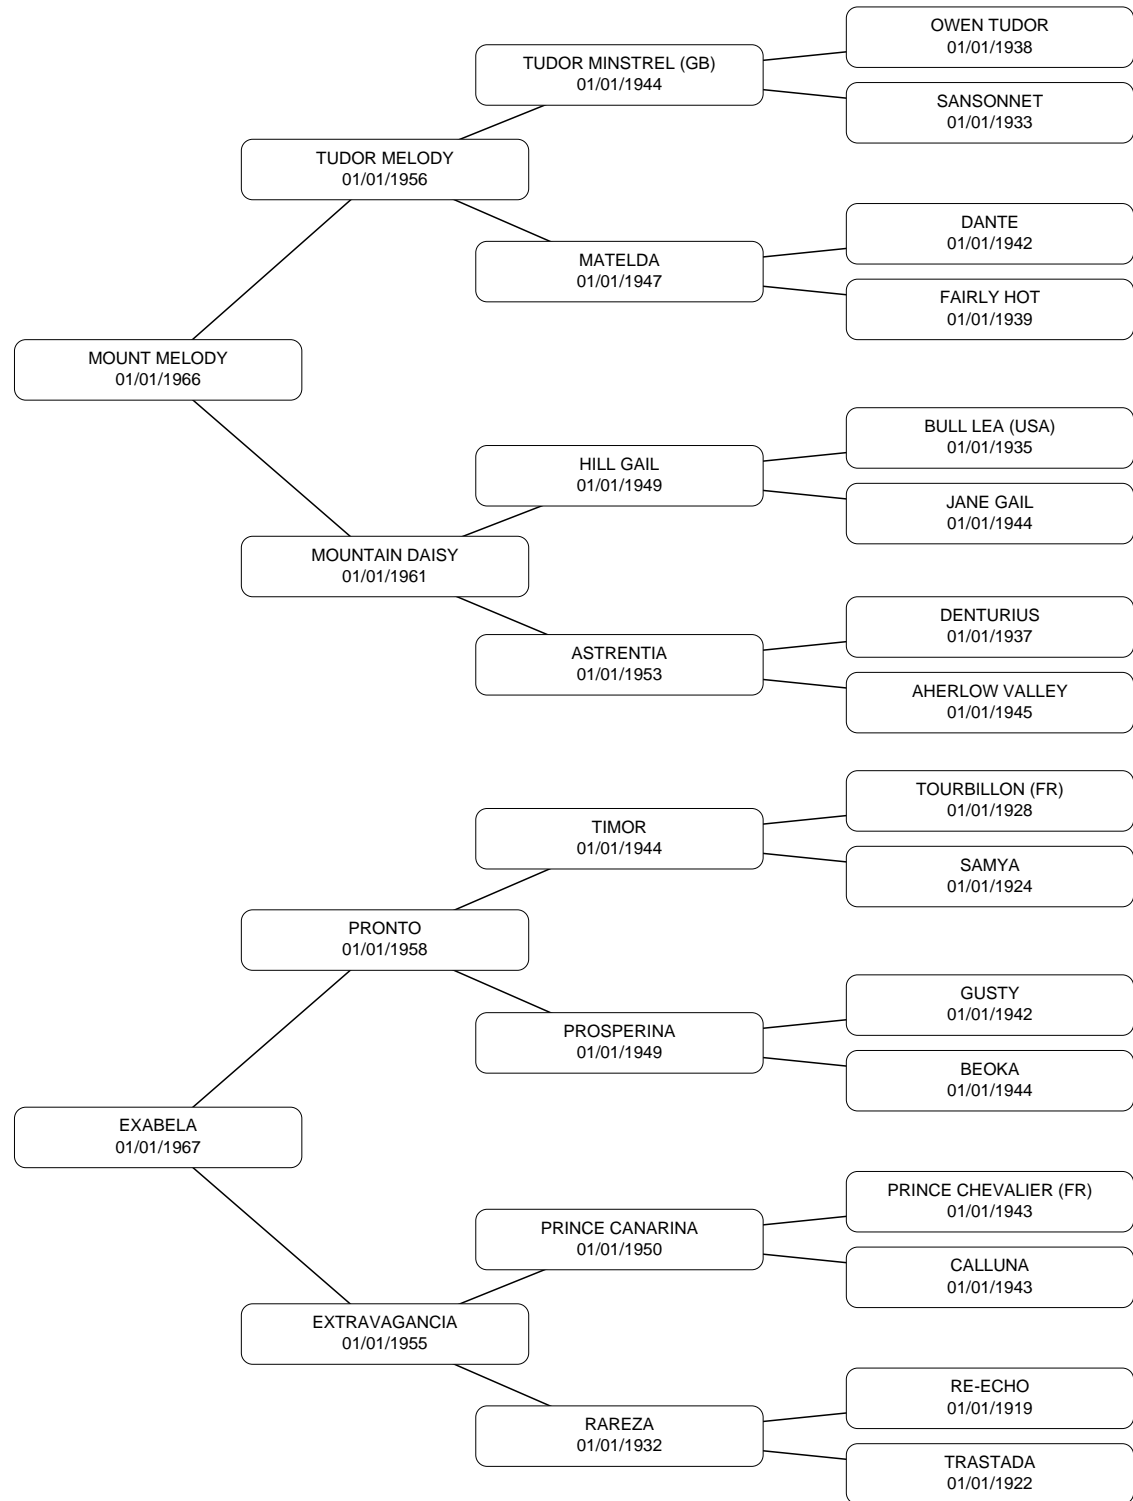 OWEN TUDOR
01/01/1938
TUDOR MINSTREL (GB)
01/01/1944
SANSONNET
01/01/1933
TUDOR MELODY
01/01/1956
DANTE
01/01/1942
MATELDA
01/01/1947
FAIRLY HOT
01/01/1939
MOUNT MELODY
01/01/1966
BULL LEA (USA)
01/01/1935
HILL GAIL
01/01/1949
JANE GAIL
01/01/1944
MOUNTAIN DAISY
01/01/1961
DENTURIUS
01/01/1937
ASTRENTIA
01/01/1953
AHERLOW VALLEY
01/01/1945
TOURBILLON (FR)
01/01/1928
TIMOR
01/01/1944
SAMYA
01/01/1924
PRONTO
01/01/1958
GUSTY
01/01/1942
PROSPERINA
01/01/1949
BEOKA
01/01/1944
EXABELA
01/01/1967
PRINCE CHEVALIER (FR)
01/01/1943
PRINCE CANARINA
01/01/1950
CALLUNA
01/01/1943
EXTRAVAGANCIA
01/01/1955
RE-ECHO
01/01/1919
RAREZA
01/01/1932
TRASTADA
01/01/1922